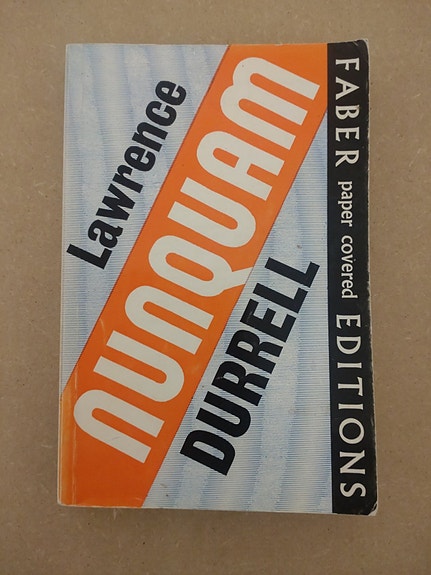 Lawrence
NUNQUAM
DURRELL
FABER paper covered EDITIONS